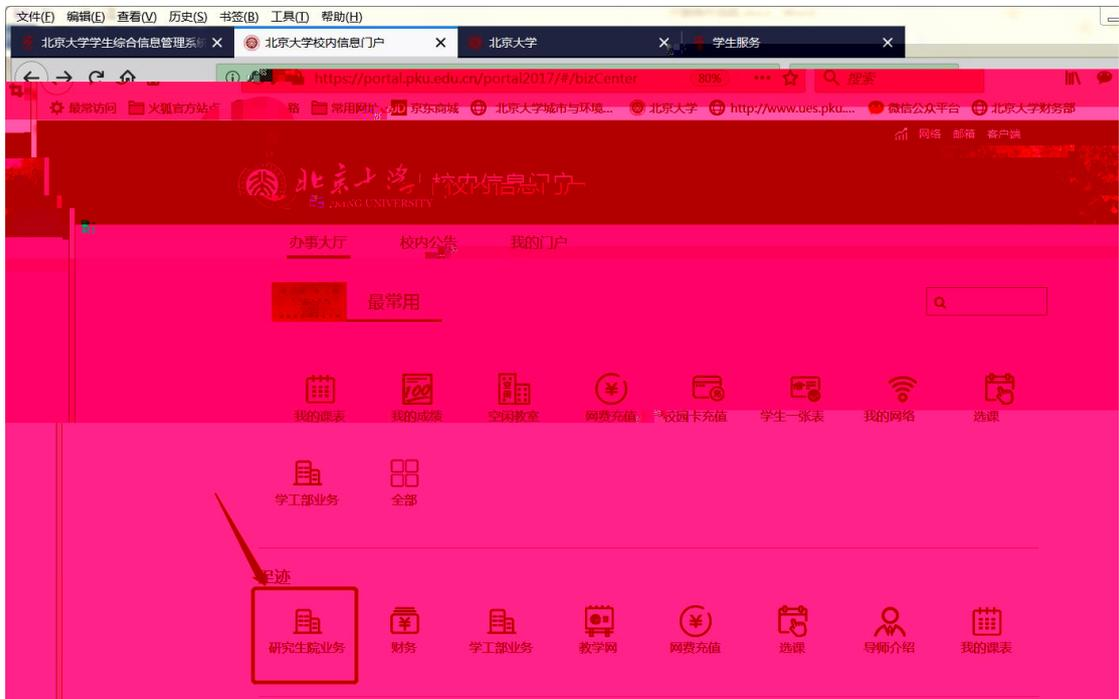 文件(F) 编辑(E) 查看(V) 历史(S) 书签(B) 工具(T) 帮助(H)
北京大学学生综合信息管理系统 北京大学校内信息门户 北京大学 学生服务
https://portal.pku.edu.cn/portal2017/#/bizCenter 80% 搜索
最常访问 火狐官方站点 常用网址 JD 京东商城 北京大学城市与环境... 北京大学 http://www.ues.pku.... 微信公众平台 北京大学财务部
网络 邮箱 客户端
北京大学 校内信息门户
PEKING UNIVERSITY
办事大厅 校内公告 我的门户
最常用
我的课表 我的成绩 空闲教室 网费充值 校园卡充值 学生一张表 我的网络 选课
学工部业务 全部
足迹
研究生院业务 财务 学工部业务 教学网 网费充值 选课 导师介绍 我的课表